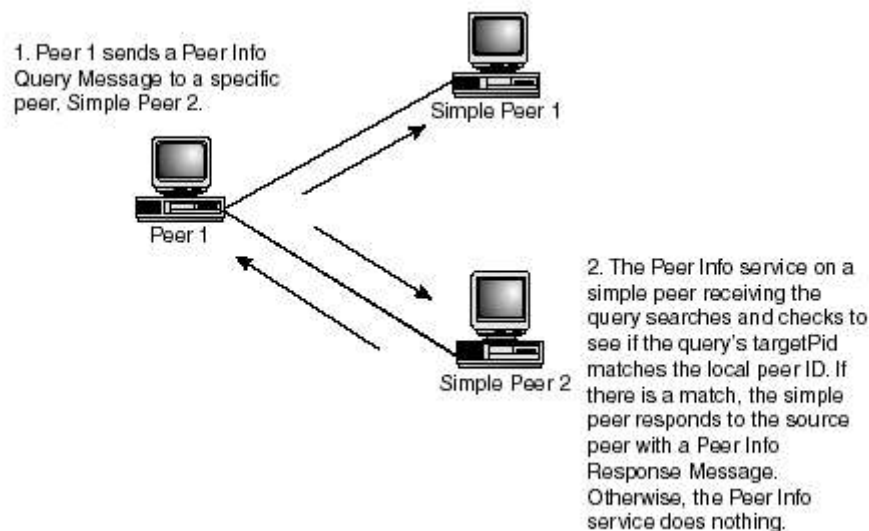 1. Peer 1 sends a Peer Info
Query Message to a specific
peer, Simple Peer 2.
Simple Peer 1
Peer 1
Simple Peer 2
2. The Peer Info service on a
simple peer receiving the
query searches and checks to
see if the query's targetPid
matches the local peer ID. If
there is a match, the simple
peer responds to the source
peer with a Peer Info
Response Message.
Otherwise, the Peer Info
service does nothing.